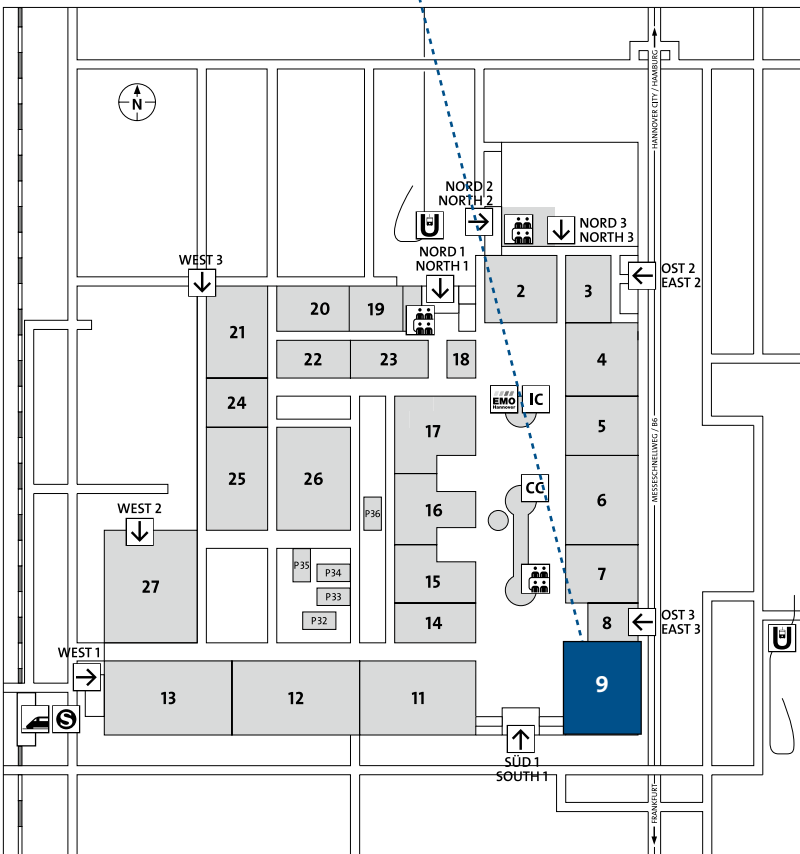 HANNOVER CITY / HAMBURG
N
NORD 2
NORTH 2
U
NORD 3
NORTH 3
NORD 1
NORTH 1
WEST 3
OST 2
EAST 2
2
3
20
19
21
22
23
18
4
24
EMO
Hannover
IC
17
5
MESSESCHNELLWEG / B6
25
26
CC
6
16
P36
WEST 2
27
P35
P34
P33
P32
15
7
14
8
OST 3
EAST 3
U
WEST 1
13
12
11
9
S
SÜD 1
SOUTH 1
FRANKFURT